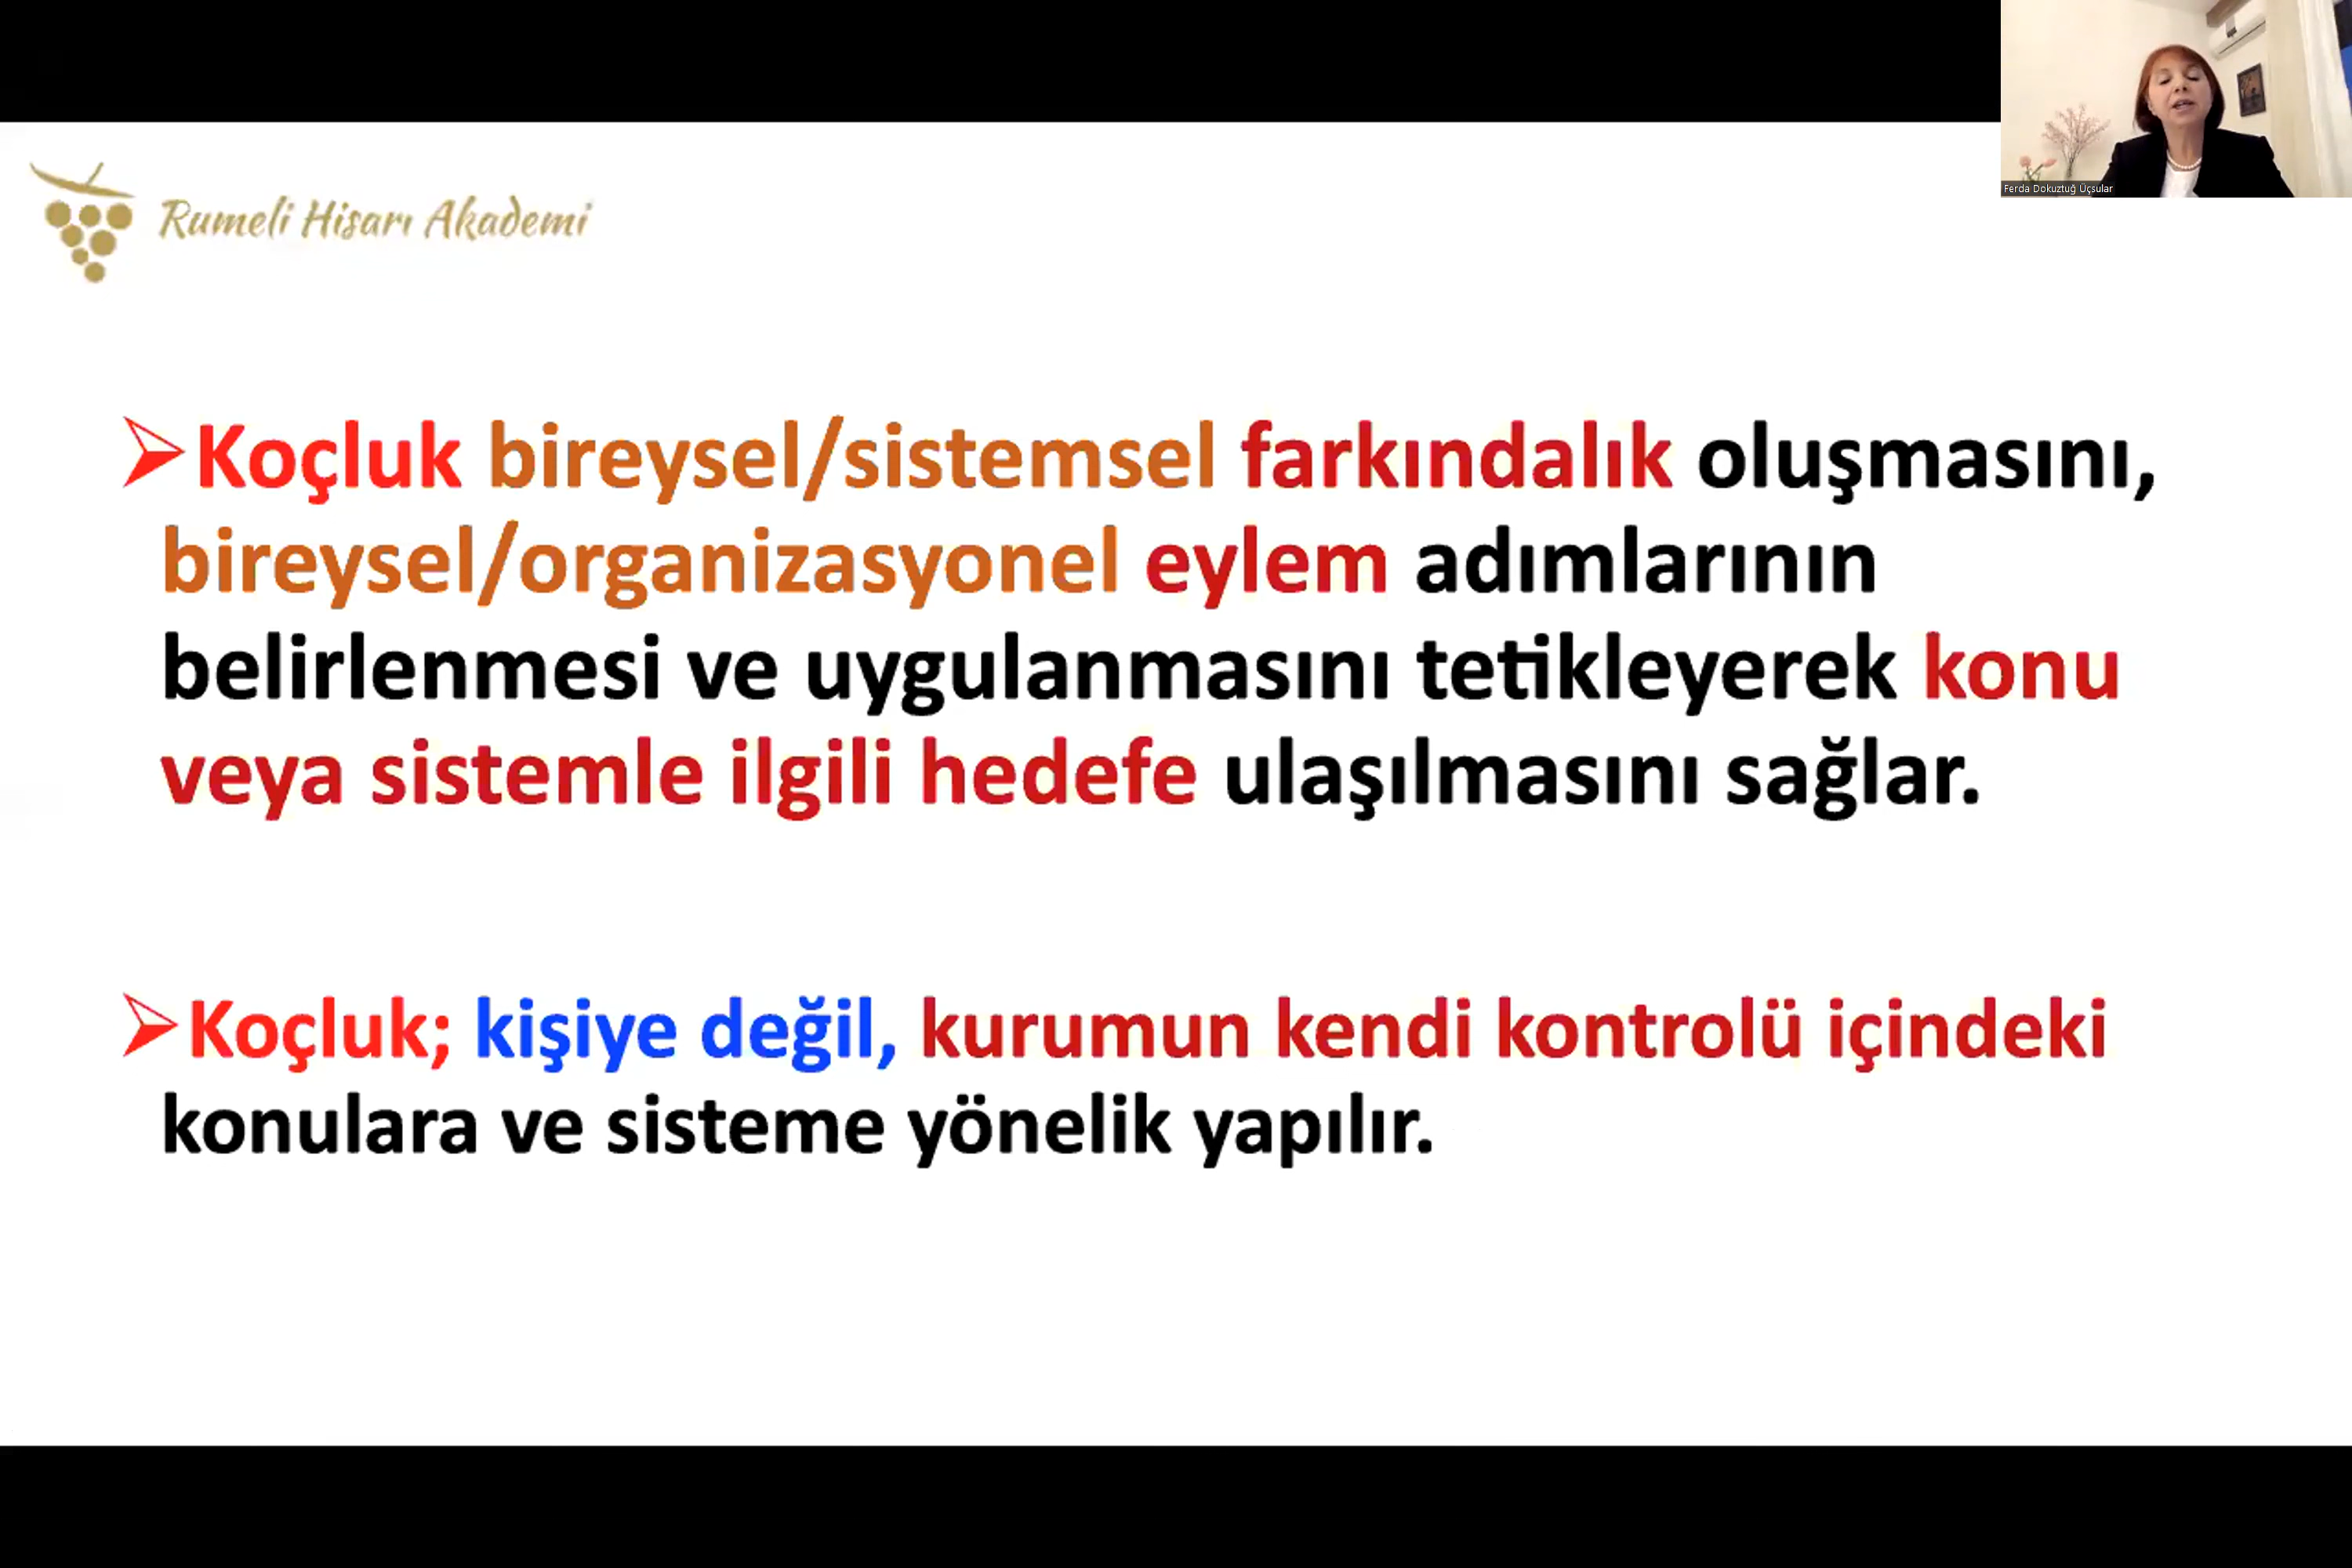 Ferda Dokuztuğ Üçsular
Rumeli Hisarı Akademi
➢Koçluk bireysel/sistemsel farkındalık oluşmasını,
bireysel/organizasyonel eylem adımlarının
belirlenmesi ve uygulanmasını tetikleyerek konu
veya sistemle ilgili hedefe ulaşılmasını sağlar.
➢Koçluk; kişiye değil, kurumun kendi kontrolü içindeki
konulara ve sisteme yönelik yapılır.